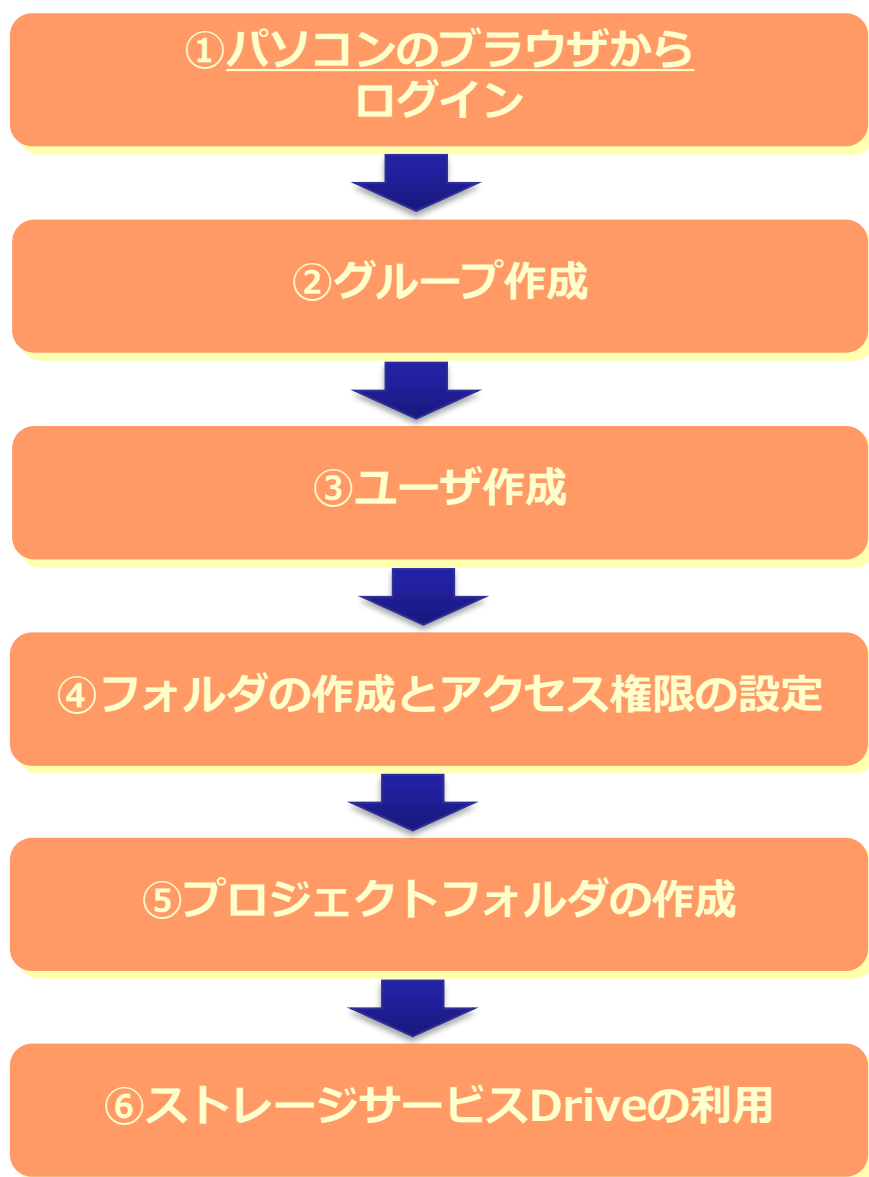 ①パソコンのブラウザから
ログイン
②グループ作成
③ユーザ作成
④フォルダの作成とアクセス権限の設定
⑤プロジェクトフォルダの作成
⑥ストレージサービスDriveの利用